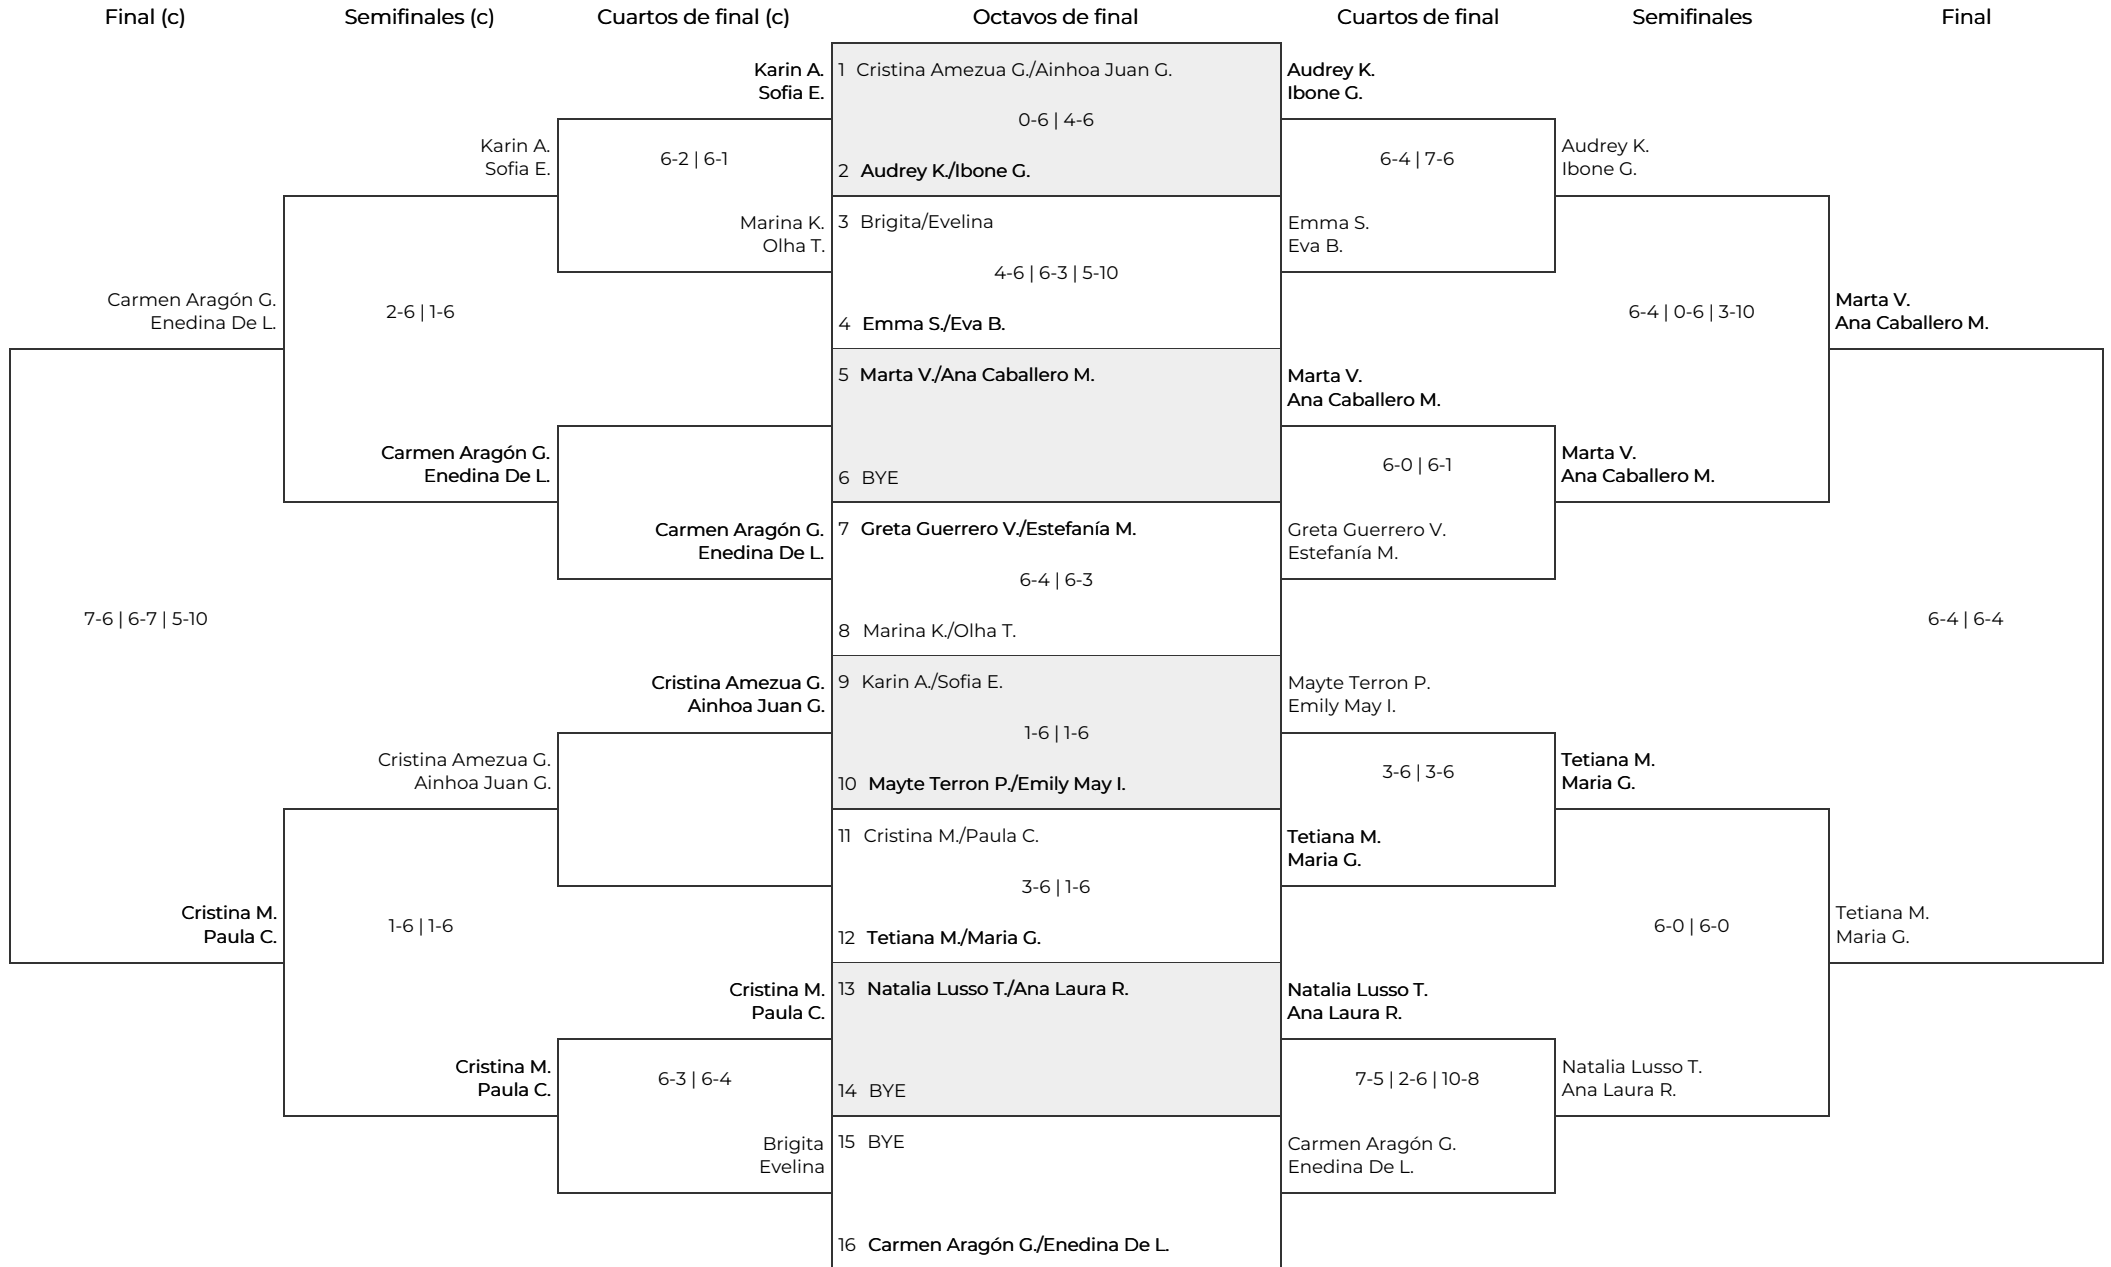 Final (c)
Semifinales (c)
Cuartos de final (c)
Octavos de final
Cuartos de final
Semifinales
Final
Carmen Aragón G.
Enedina De L.
7-6 | 6-7 | 5-10
Cristina M.
Paula C.
Karin A.
Sofia E.
2-6 | 1-6
Carmen Aragón G.
Enedina De L.
Cristina Amezua G.
Ainhoa Juan G.
1-6 | 1-6
Cristina M.
Paula C.
Karin A.
Sofia E.
6-2 | 6-1
Marina K.
Olha T.
Carmen Aragón G.
Enedina De L.
Cristina Amezua G.
Ainhoa Juan G.
Cristina M.
Paula C.
6-3 | 6-4
Brigita
Evelina
1 Cristina Amezua G./Ainhoa Juan G.
0-6 | 4-6
2 Audrey K./Ibone G.
3 Brigita/Evelina
4-6 | 6-3 | 5-10
4 Emma S./Eva B.
5 Marta V./Ana Caballero M.
6 BYE
7 Greta Guerrero V./Estefanía M.
6-4 | 6-3
8 Marina K./Olha T.
9 Karin A./Sofia E.
1-6 | 1-6
10 Mayte Terron P./Emily May I.
11 Cristina M./Paula C.
3-6 | 1-6
12 Tetiana M./Maria G.
13 Natalia Lusso T./Ana Laura R.
14 BYE
15 BYE
16 Carmen Aragón G./Enedina De L.
Audrey K.
Ibone G.
6-4 | 7-6
Emma S.
Eva B.
Marta V.
Ana Caballero M.
6-0 | 6-1
Greta Guerrero V.
Estefanía M.
Mayte Terron P.
Emily May I.
3-6 | 3-6
Tetiana M.
Maria G.
Natalia Lusso T.
Ana Laura R.
7-5 | 2-6 | 10-8
Carmen Aragón G.
Enedina De L.
Audrey K.
Ibone G.
6-4 | 0-6 | 3-10
Marta V.
Ana Caballero M.
Tetiana M.
Maria G.
6-0 | 6-0
Natalia Lusso T.
Ana Laura R.
Marta V.
Ana Caballero M.
6-4 | 6-4
Tetiana M.
Maria G.